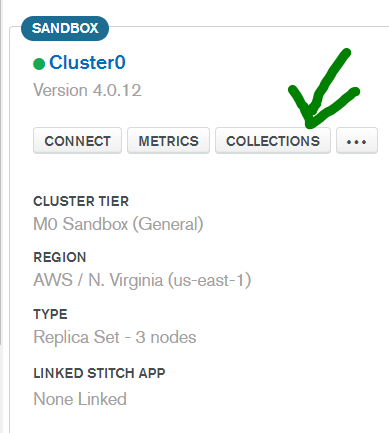 SANDBOX
Cluster0
Version 4.0.12
CONNECT METRICS COLLECTIONS ...
CLUSTER TIER
M0 Sandbox (General)
REGION
AWS / N. Virginia (us-east-1)
TYPE
Replica Set - 3 nodes
LINKED STITCH APP
None Linked